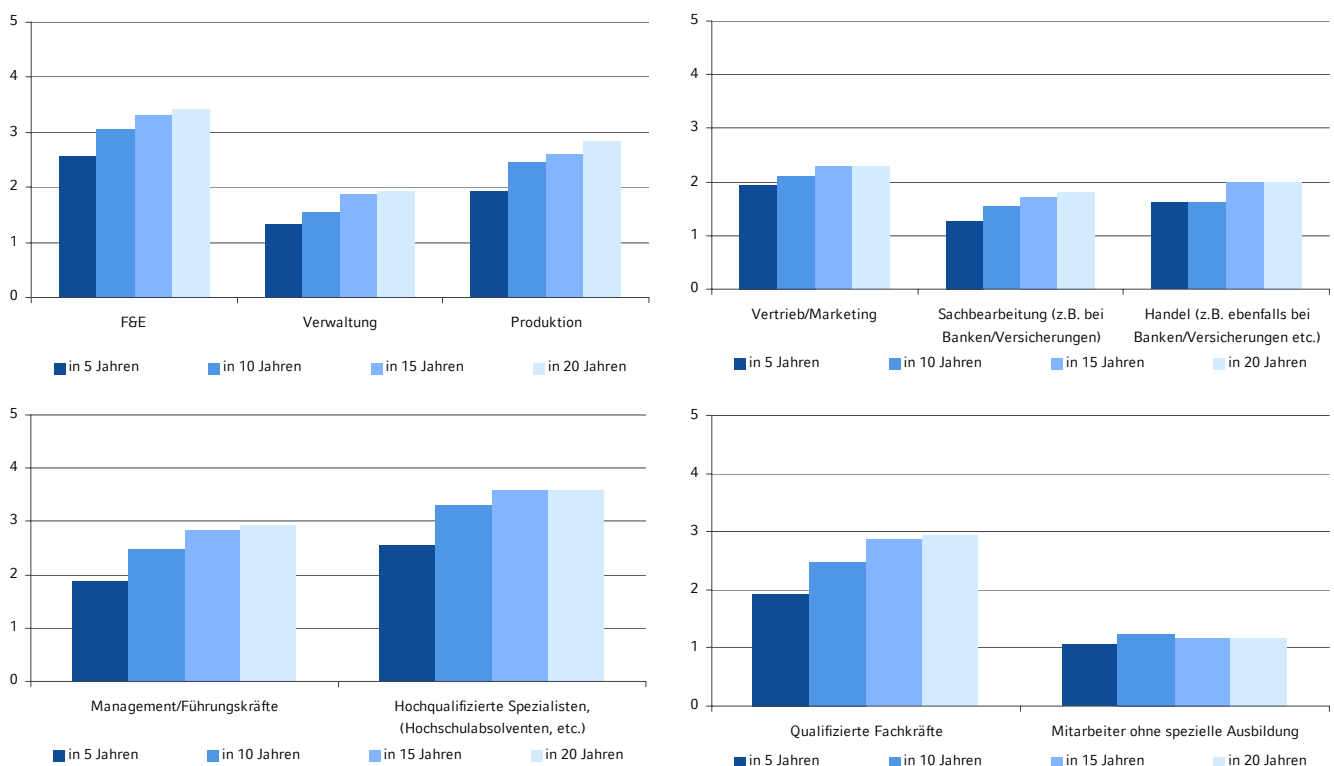 5
4
3
2
1
0
F&E Verwaltung Produktion
in 5 Jahren in 10 Jahren in 15 Jahren in 20 Jahren
5
4
3
2
1
0
Vertrieb/Marketing Sachbearbeitung (z.B. bei Handel (z.B. ebenfalls bei
Banken/Versicherungen) Banken/Versicherungen etc.)
in 5 Jahren in 10 Jahren in 15 Jahren in 20 Jahren
5
4
3
2
1
0
Management/Führungskräfte Hochqualifizierte Spezialisten,
(Hochschulabsolventen, etc.)
in 5 Jahren in 10 Jahren in 15 Jahren in 20 Jahren
5
4
3
2
1
0
Qualifizierte Fachkräfte Mitarbeiter ohne spezielle Ausbildung
in 5 Jahren in 10 Jahren in 15 Jahren in 20 Jahren